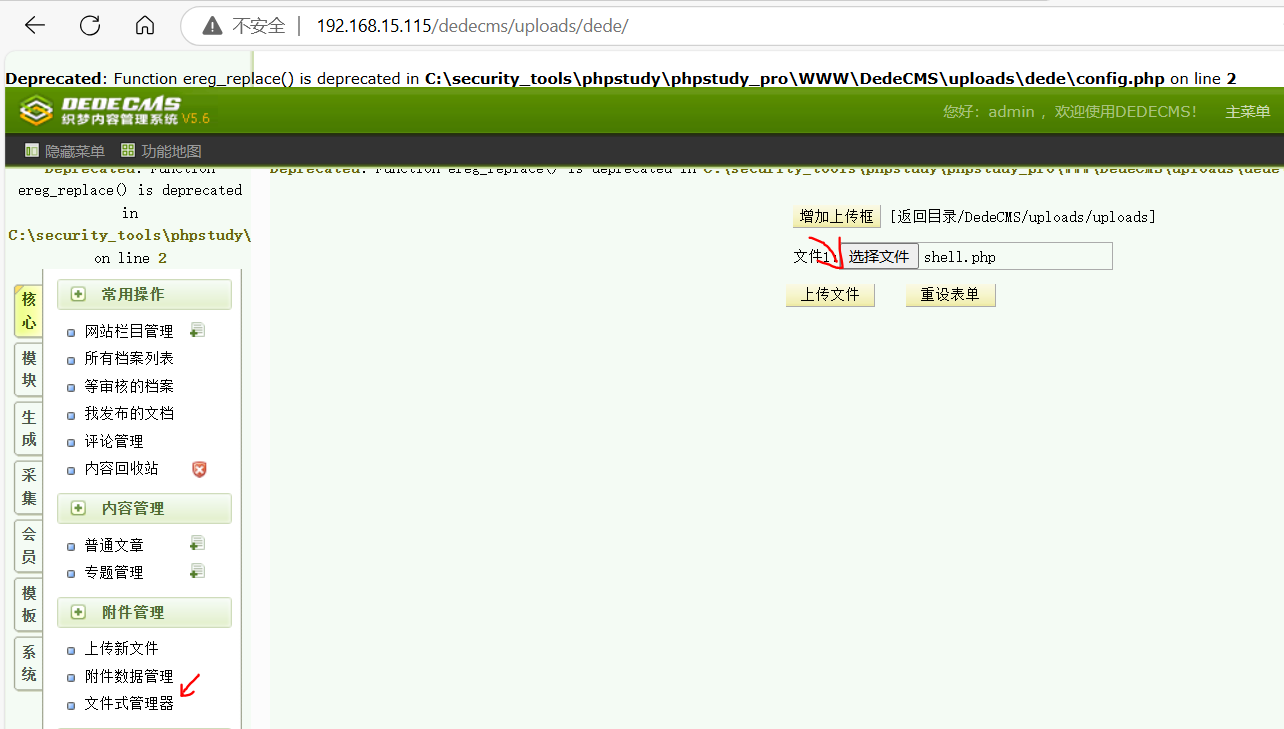 不安全 | 192.168.15.115/dedecms/uploads/dede/
Deprecated: Function ereg_replace() is deprecated in C:\security_tools\phpstudy\phpstudy_pro\WWW\DedeCMS\uploads\dede\config.php on line 2
DEDECMS
织梦内容管理系统 V5.6
您好：admin ，欢迎使用DEDECMS！ 主菜单
隐藏菜单 功能地图
Deprecated: Function
ereg_replace() is deprecated
in
C:\security_tools\phpstudy\
on line 2
Deprecated: Function ereg_replace() is deprecated in C:\security_tools\phpstudy\phpstudy_pro\WWW\DedeCMS\uploads\dede
增加上传框 [返回目录/DedeCMS/uploads/uploads]
文件1: 选择文件 shell.php
上传文件 重设表单
核心
模块
生成
采集
会员
模板
系统
常用操作
网站栏目管理
所有档案列表
等审核的档案
我发布的文档
评论管理
内容回收站
内容管理
普通文章
专题管理
附件管理
上传新文件
附件数据管理
文件式管理器